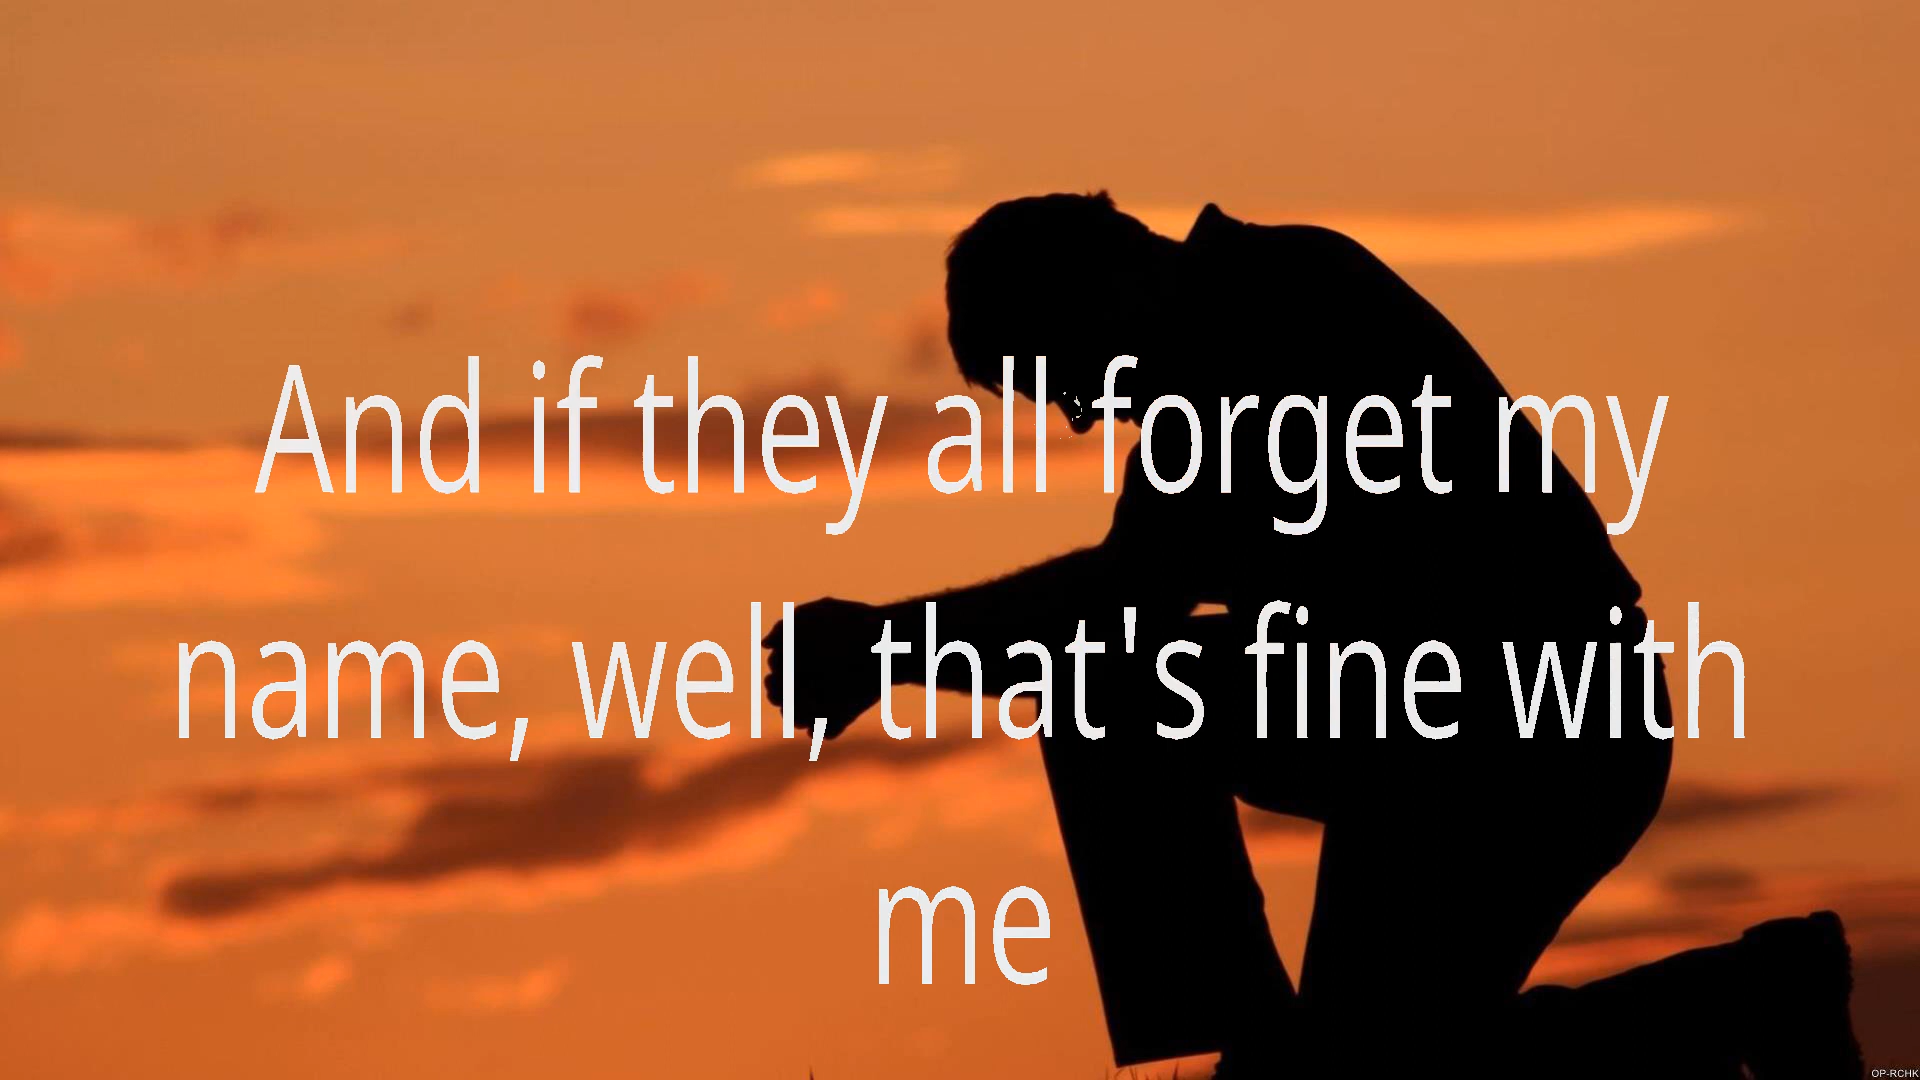 And if they all forget my
name, well, that's fine with
me
OP-RCHK